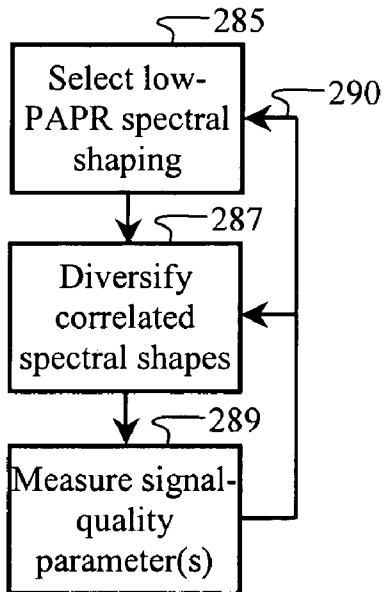 285
Select low-
PAPR spectral
shaping
290
287
Diversify
correlated
spectral shapes
289
Measure signal-
quality
parameter(s)